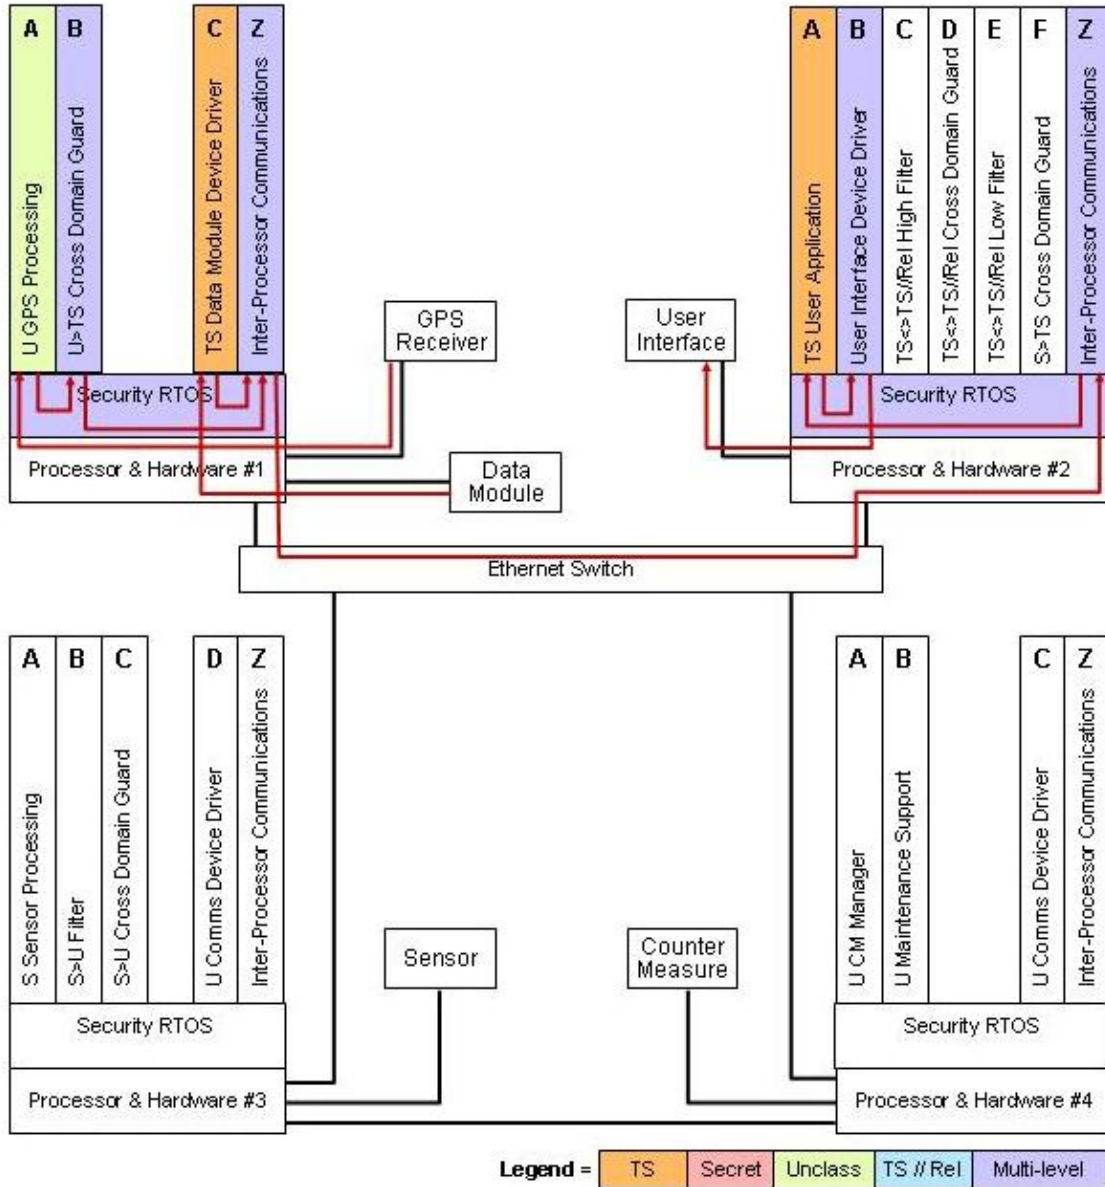 A
B
C
Z
U GPS Processing
U>TS Cross Domain Guard
TS Data Module Device Driver
Inter-Processor Communications
Security RTOS
Processor & Hardware #1
GPS
Receiver
Data
Module
User
Interface
A
B
C
D
E
F
Z
TS User Application
User Interface Device Driver
TS<>TS//Rel High Filter
TS<>TS//Rel Cross Domain Guard
TS<>TS//Rel Low Filter
S>TS Cross Domain Guard
Inter-Processor Communications
Security RTOS
Processor & Hardware #2
Ethernet Switch
A
B
C
D
Z
S Sensor Processing
S>U Filter
S>U Cross Domain Guard
U Comms Device Driver
Inter-Processor Communications
Security RTOS
Processor & Hardware #3
Sensor
Counter
Measure
A
B
C
Z
U CM Manager
U Maintenance Support
U Comms Device Driver
Inter-Processor Communications
Security RTOS
Processor & Hardware #4
Legend = TS Secret Unclass TS // Rel Multi-level